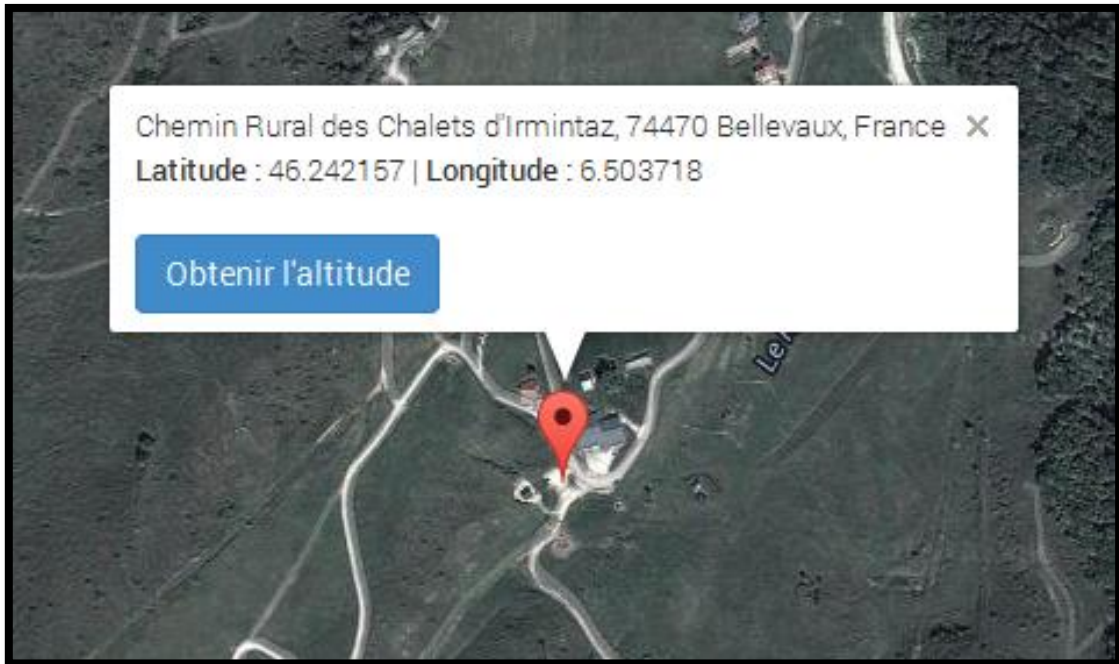 Chemin Rural des Chalets d'Irmintaz, 74470 Bellevaux, France ×
Latitude : 46.242157 | Longitude : 6.503718
Obtenir l'altitude